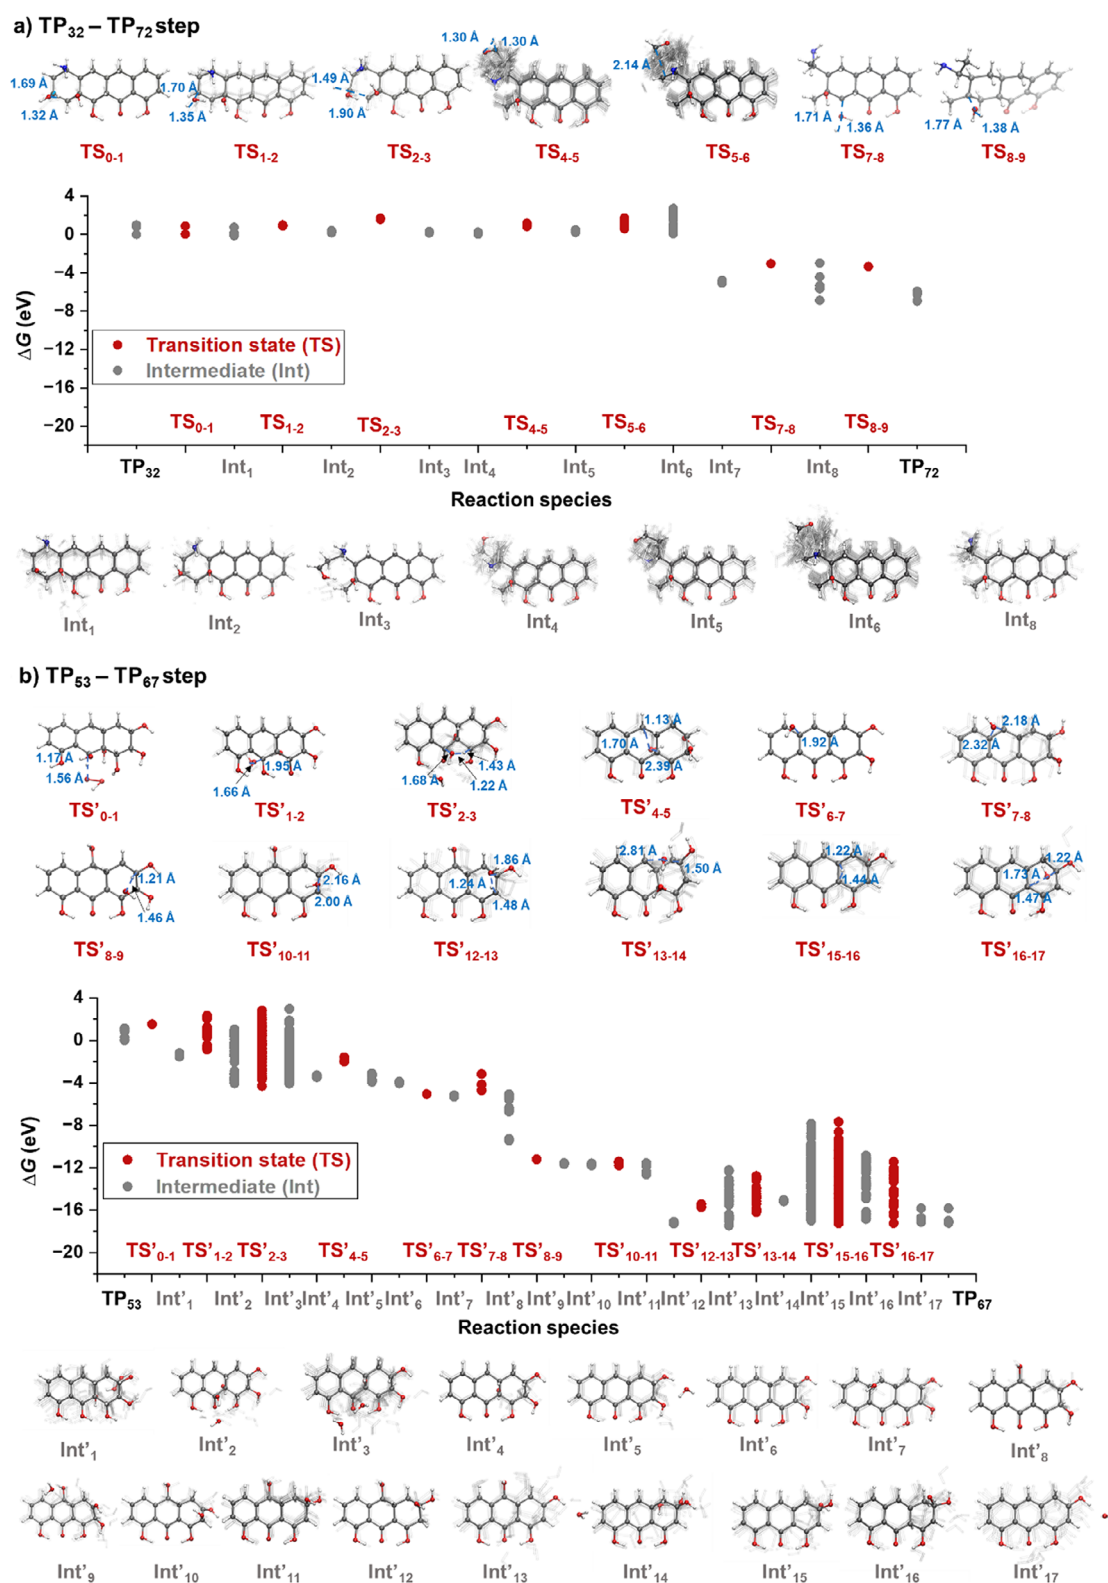 a) TP32 – TP72 step
1.69 Å
1.32 Å
1.70 Å
1.35 Å
1.49 Å
1.90 Å
1.30 Å
1.30 Å
2.14 Å
1.71 Å
1.36 Å
1.77 Å
1.38 Å
TS0-1
TS1-2
TS2-3
TS4-5
TS5-6
TS7-8
TS8-9
4
0
−4
−8
−12
−16
−20
ΔG (eV)
Transition state (TS)
Intermediate (Int)
TS0-1
TS1-2
TS2-3
TS4-5
TS5-6
TS7-8
TS8-9
TP32
Int1
Int2
Int3
Int4
Int5
Int6
Int7
Int8
TP72
Reaction species
Int1
Int2
Int3
Int4
Int5
Int6
Int8
b) TP53 – TP67 step
1.17 Å
1.56 Å
1.95 Å
1.66 Å
1.68 Å
1.43 Å
1.22 Å
1.13 Å
1.70 Å
2.39 Å
1.92 Å
2.18 Å
2.32 Å
TS’0-1
TS’1-2
TS’2-3
TS’4-5
TS’6-7
TS’7-8
1.21 Å
1.46 Å
2.16 Å
2.00 Å
1.86 Å
1.24 Å
1.48 Å
2.81 Å
1.50 Å
1.22 Å
1.44 Å
1.22 Å
1.73 Å
1.47 Å
TS’8-9
TS’10-11
TS’12-13
TS’13-14
TS’15-16
TS’16-17
4
0
−4
−8
−12
−16
−20
ΔG (eV)
Transition state (TS)
Intermediate (Int)
TS’0-1
TS’1-2
TS’2-3
TS’4-5
TS’6-7
TS’7-8
TS’8-9
TS’10-11
TS’12-13
TS’13-14
TS’15-16
TS’16-17
TP53
Int’1
Int’2
Int’3
Int’4
Int’5
Int’6
Int’7
Int’8
Int’9
Int’10
Int’11
Int’12
Int’13
Int’14
Int’15
Int’16
Int’17
TP67
Reaction species
Int’1
Int’2
Int’3
Int’4
Int’5
Int’6
Int’7
Int’8
Int’9
Int’10
Int’11
Int’12
Int’13
Int’14
Int’15
Int’16
Int’17